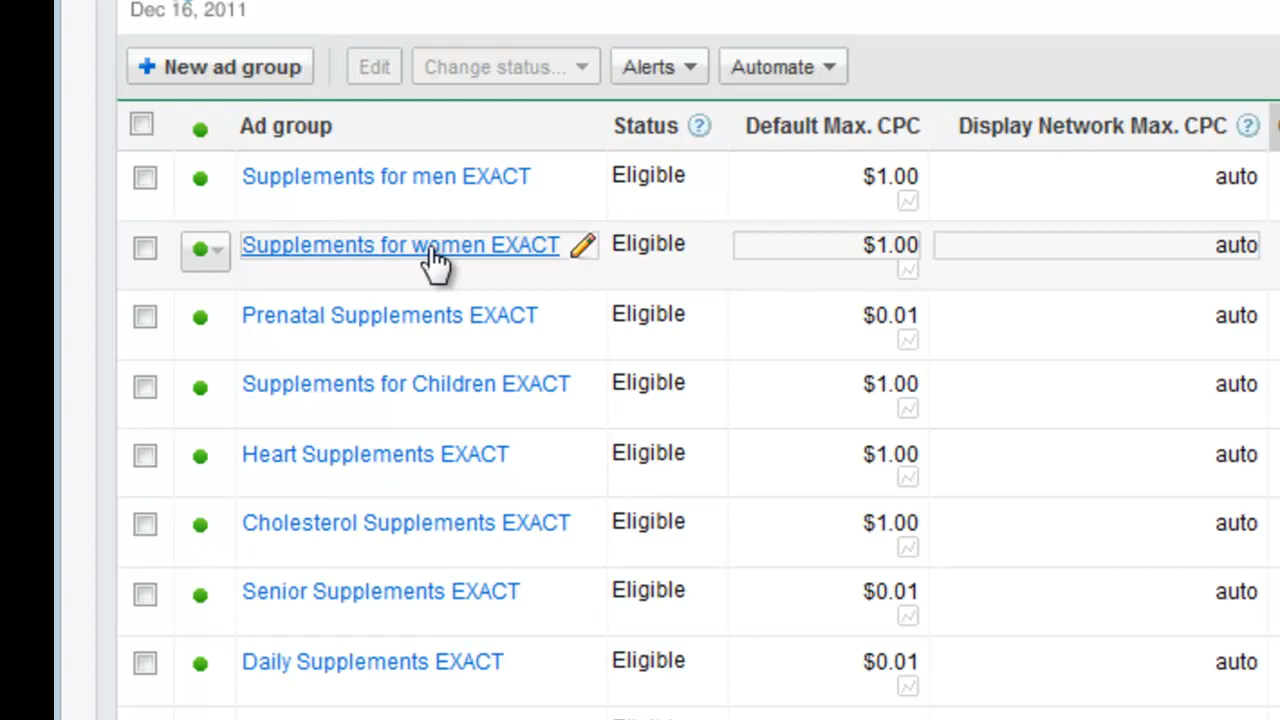 Dec 16, 2011
New ad group Edit Change status... Alerts Automate
Ad group Status ? Default Max. CPC Display Network Max. CPC ?
Supplements for men EXACT Eligible $1.00 auto
Supplements for women EXACT Eligible $1.00 auto
Prenatal Supplements EXACT Eligible $0.01 auto
Supplements for Children EXACT Eligible $1.00 auto
Heart Supplements EXACT Eligible $1.00 auto
Cholesterol Supplements EXACT Eligible $1.00 auto
Senior Supplements EXACT Eligible $0.01 auto
Daily Supplements EXACT Eligible $0.01 auto